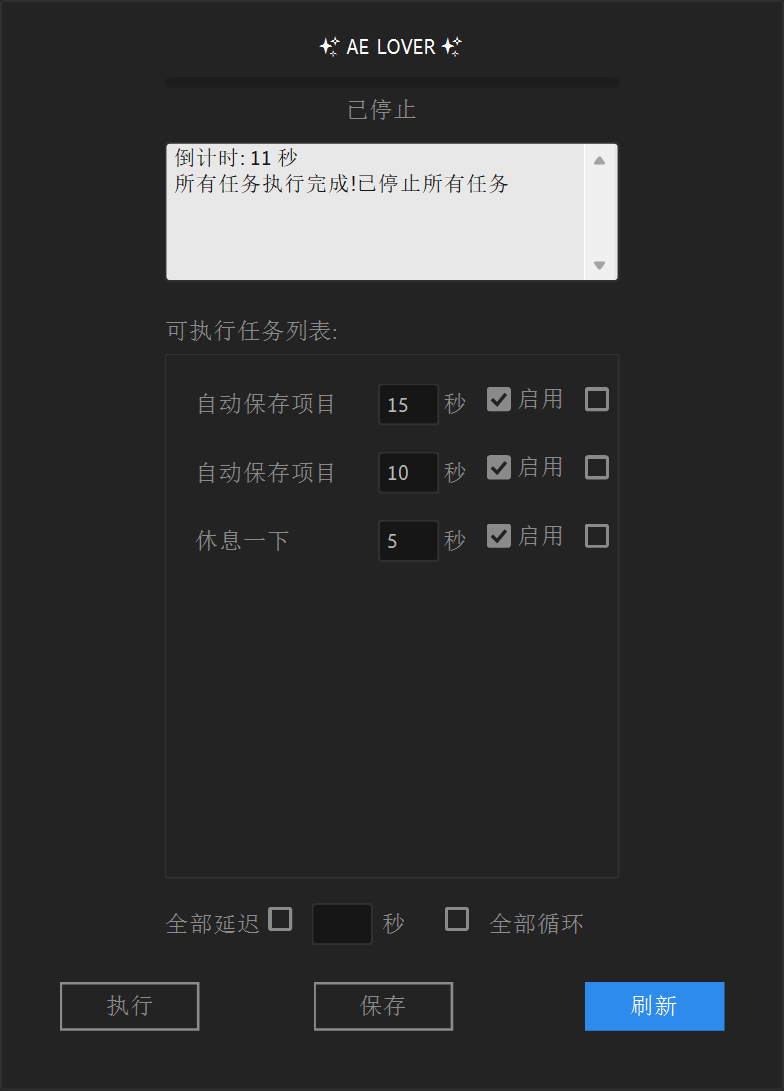 AE LOVER
已停止
倒计时: 11 秒
所有任务执行完成!已停止所有任务
可执行任务列表:
自动保存项目 15 秒 启用
自动保存项目 10 秒 启用
休息一下 5 秒 启用
全部延迟 秒 全部循环
执行 保存 刷新